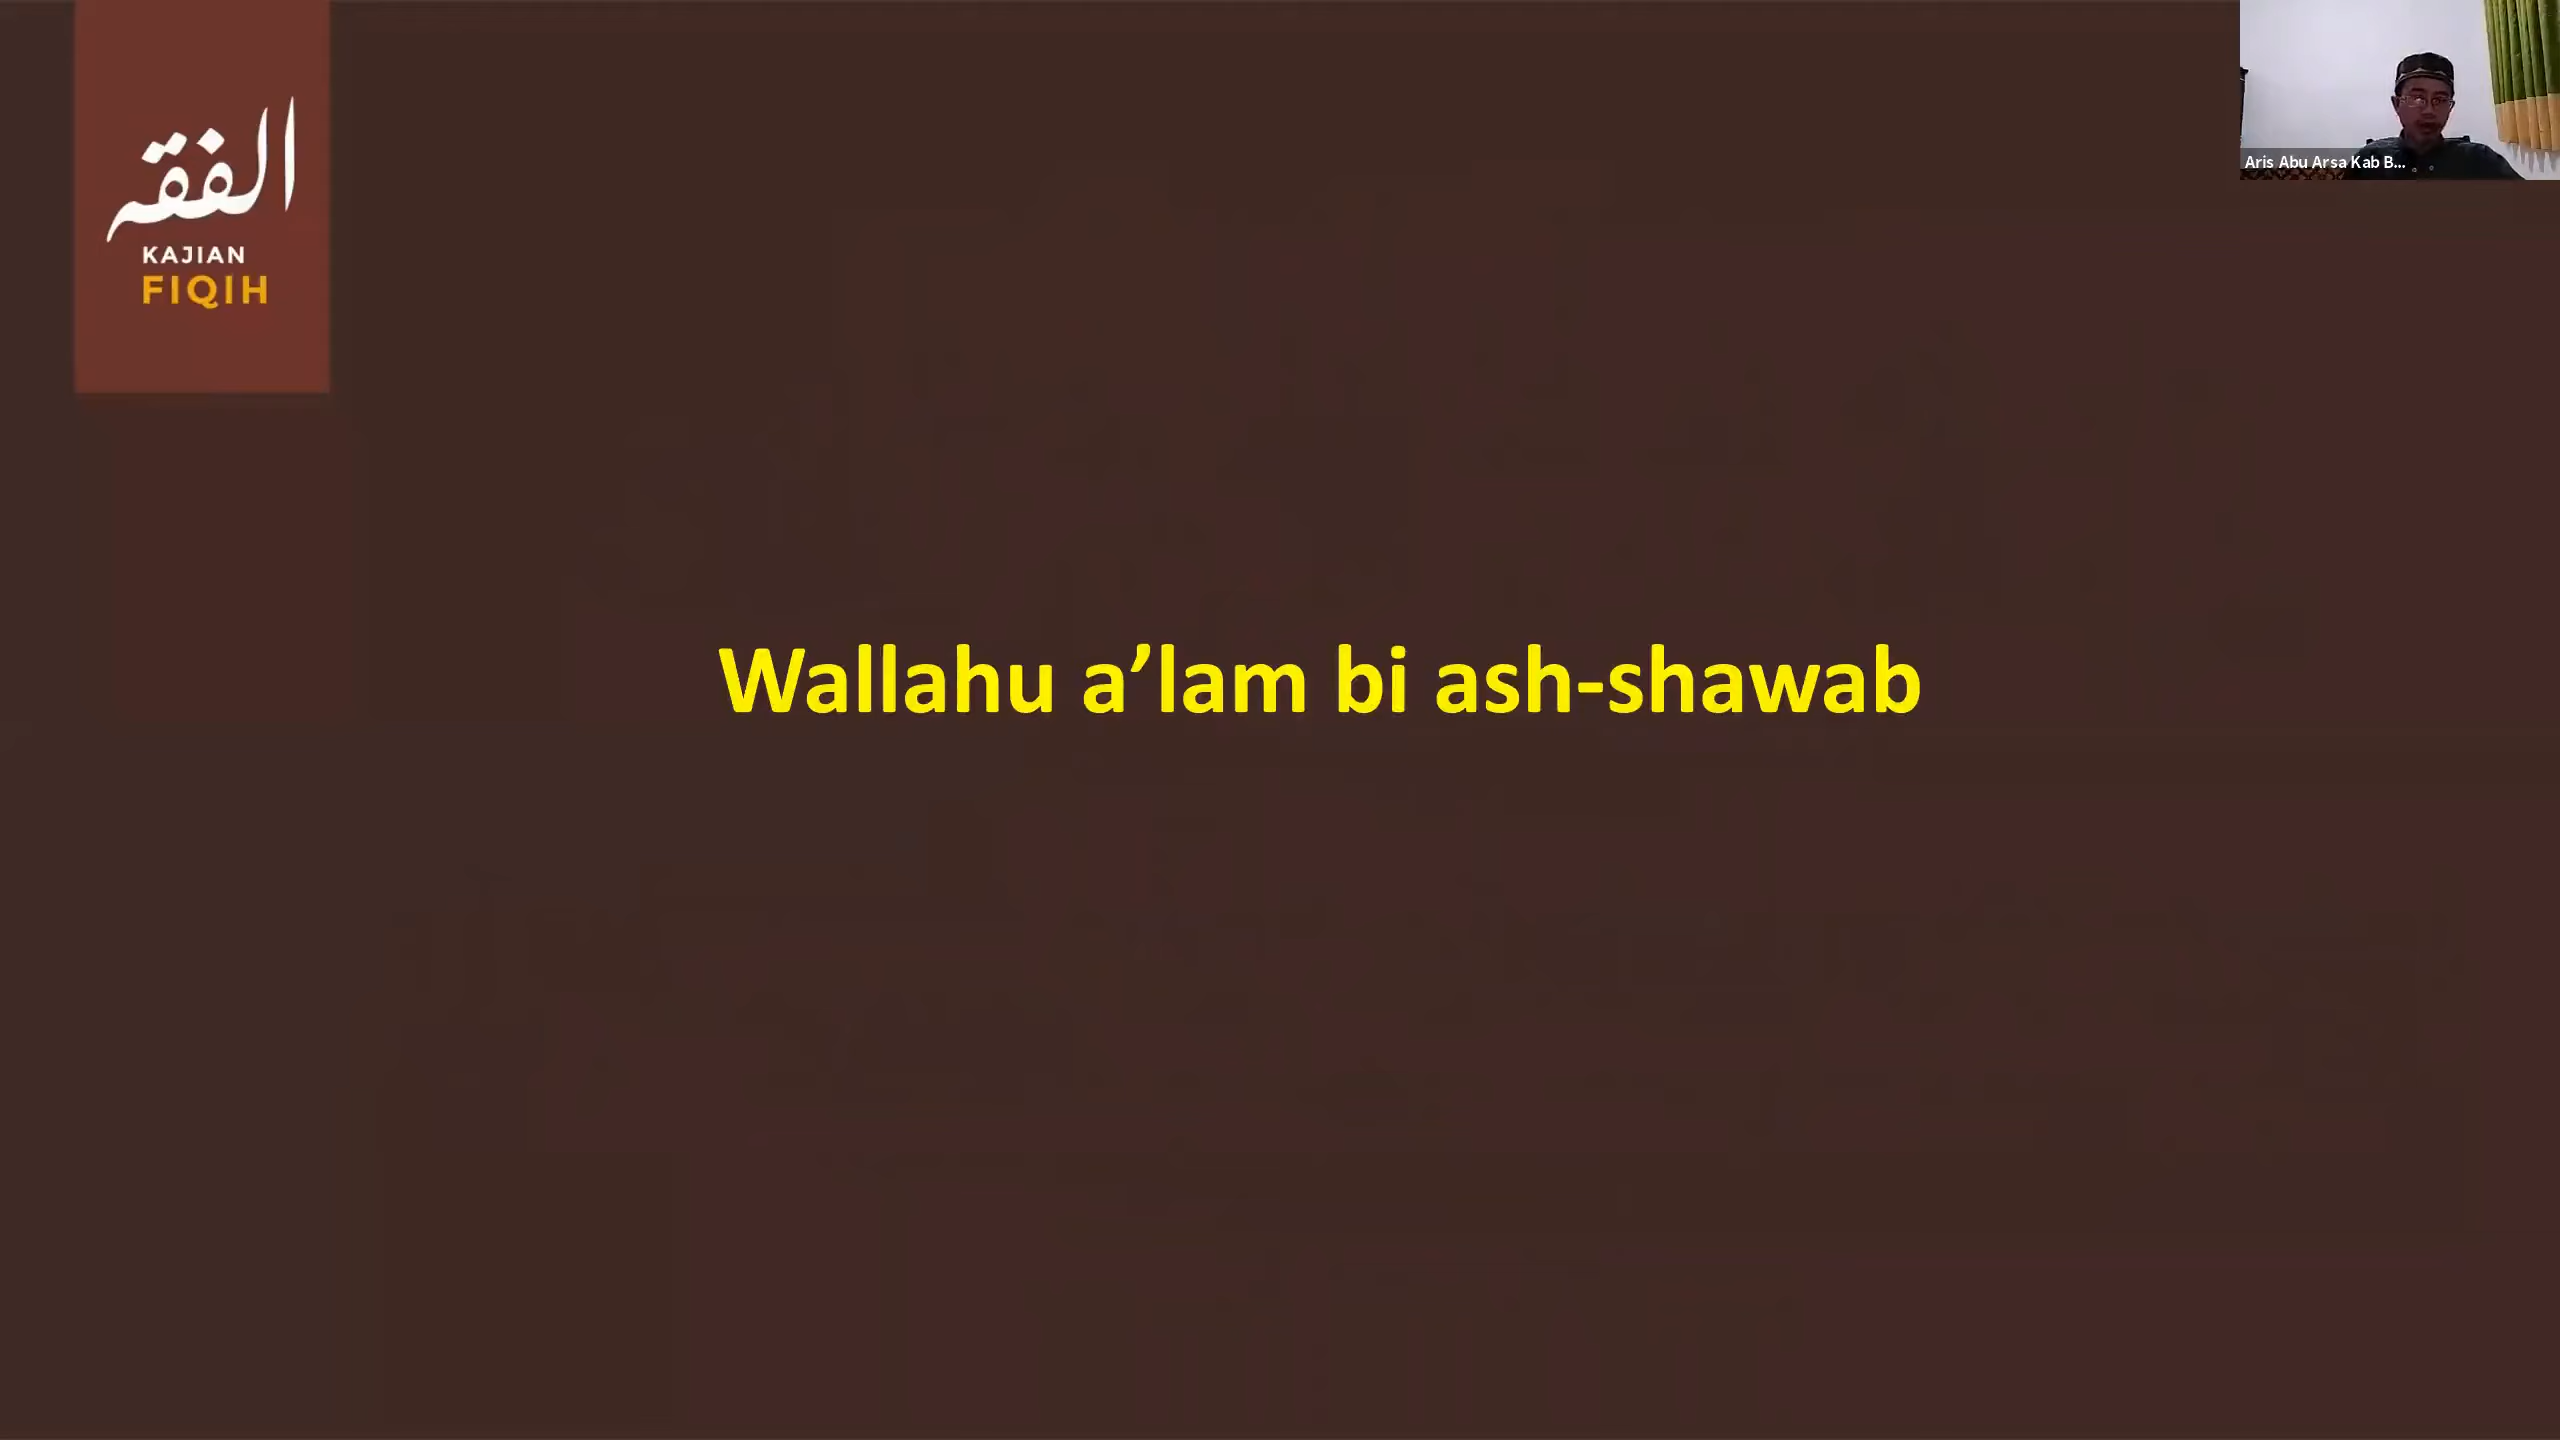 الفقه
KAJIAN
FIQIH
Aris Abu Arsa Kab B...
Wallahu a’lam bi ash-shawab